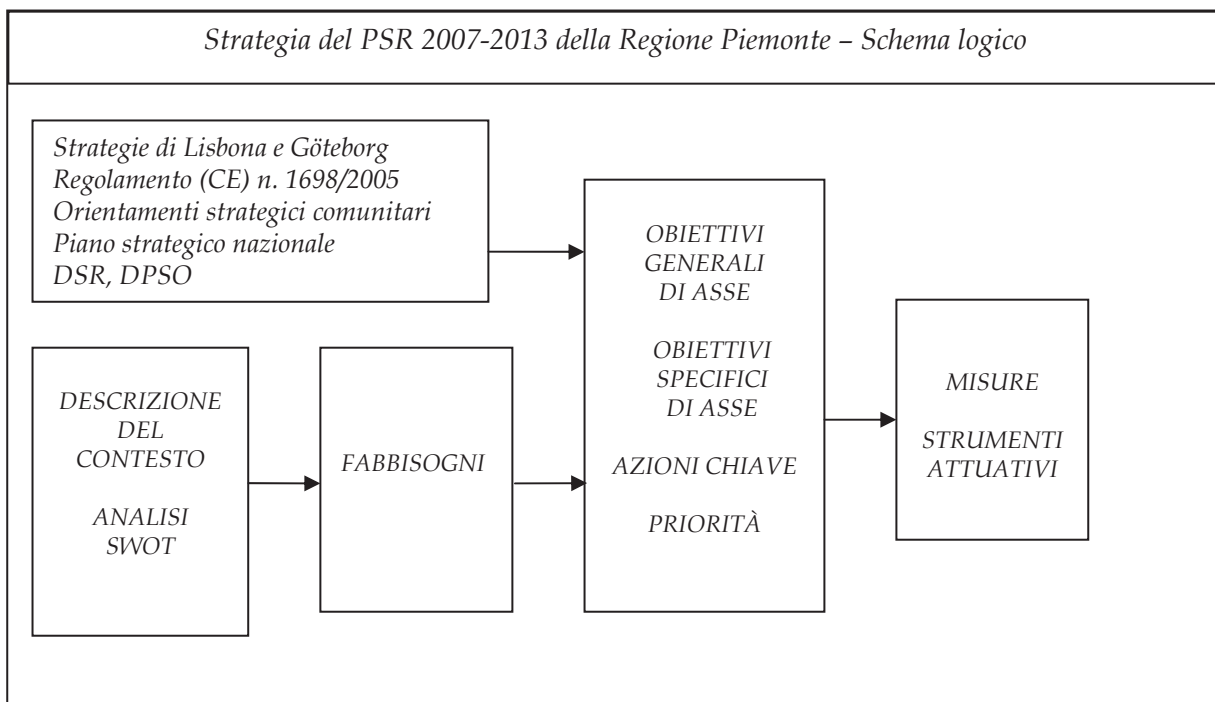 Strategia del PSR 2007-2013 della Regione Piemonte – Schema logico
Strategie di Lisbona e Göteborg
Regolamento (CE) n. 1698/2005
Orientamenti strategici comunitari
Piano strategico nazionale
DSR, DPSO
DESCRIZIONE
DEL
CONTESTO
ANALISI
SWOT
FABBISOGNI
OBIETTIVI
GENERALI
DI ASSE
OBIETTIVI
SPECIFICI
DI ASSE
AZIONI CHIAVE
PRIORITÀ
MISURE
STRUMENTI
ATTUATIVI